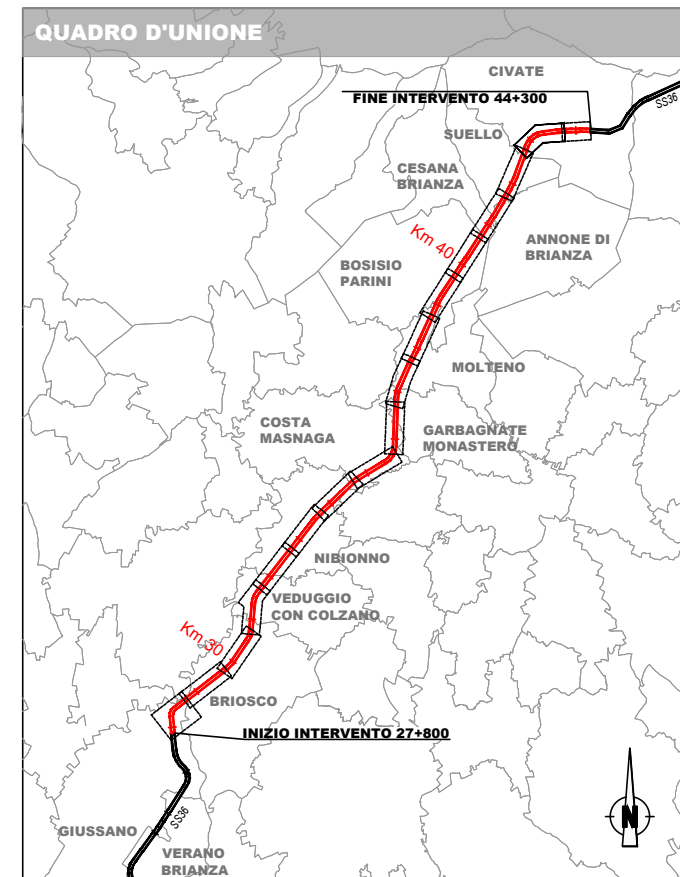 QUADRO D'UNIONE
CIVATE
FINE INTERVENTO 44+300
SS36
SUELLO
CESANA
BRIANZA
Km 40
ANNONE DI
BRIANZA
BOSISIO
PARINI
MOLTENO
COSTA
MASNAGA
GARBAGNATE
MONASTERO
NIBIONNO
VEDUGGIO
CON COLZANO
Km 30
BRIOSCO
INIZIO INTERVENTO 27+800
N
GIUSSANO
SS36
VERANO
BRIANZA